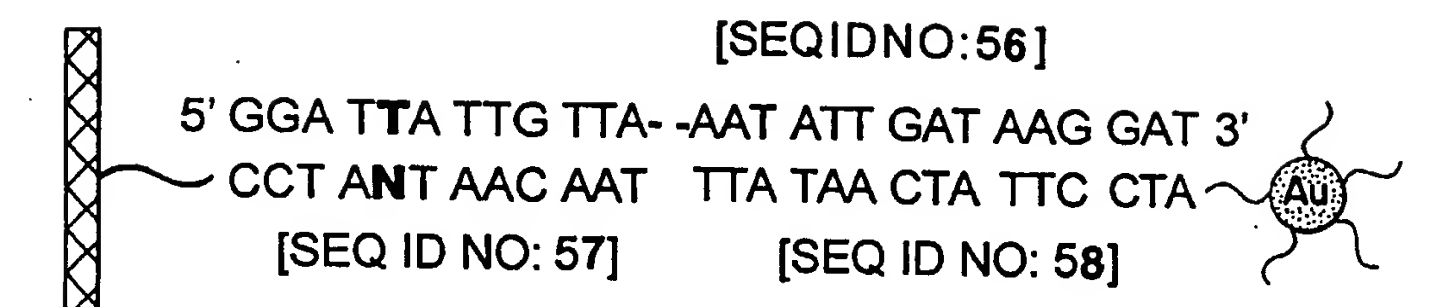 [SEQIDNO:56]
5' GGA TTA TTG TTA- -AAT ATT GAT AAG GAT 3'
CCT ANT AAC AAT TTA TAA CTA TTC CTA Au
[SEQ ID NO: 57] [SEQ ID NO: 58]